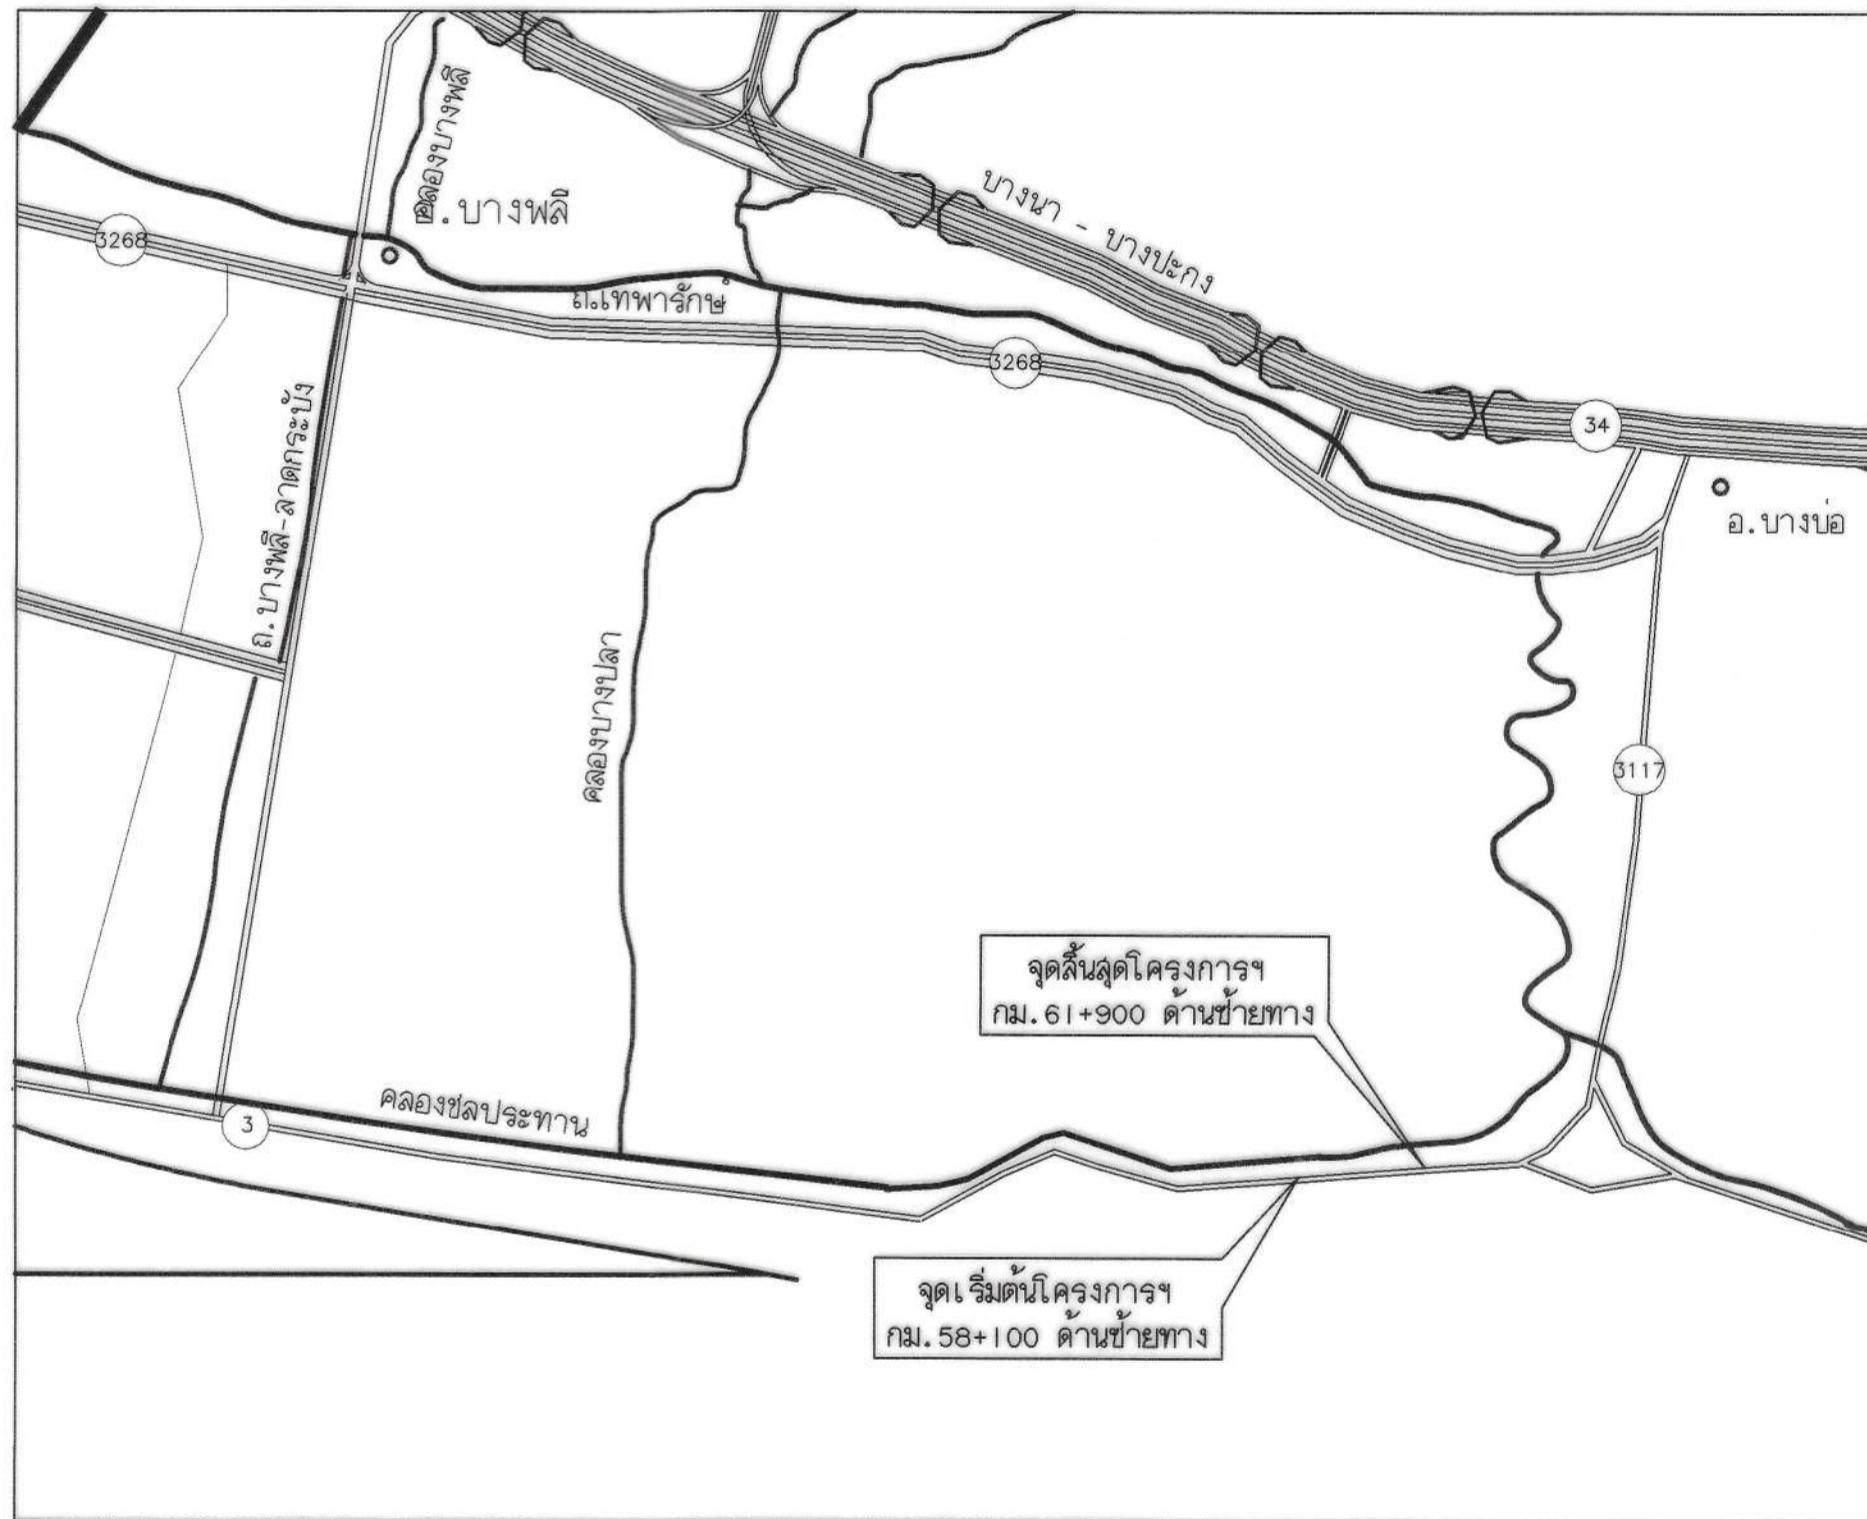 คลองบางพลี
อ.บางพลี
บางนา - บางปะกง
3268
ถ.เทพารักษ์
3268
34
อ.บางบ่อ
ถ.บางพลี-ลาดกระบัง
คลองบางปลา
3117
จุดสิ้นสุดโครงการฯ
กม.61+900 ด้านซ้ายทาง
คลองชลประทาน
3
จุดเริ่มต้นโครงการฯ
กม.58+100 ด้านซ้ายทาง